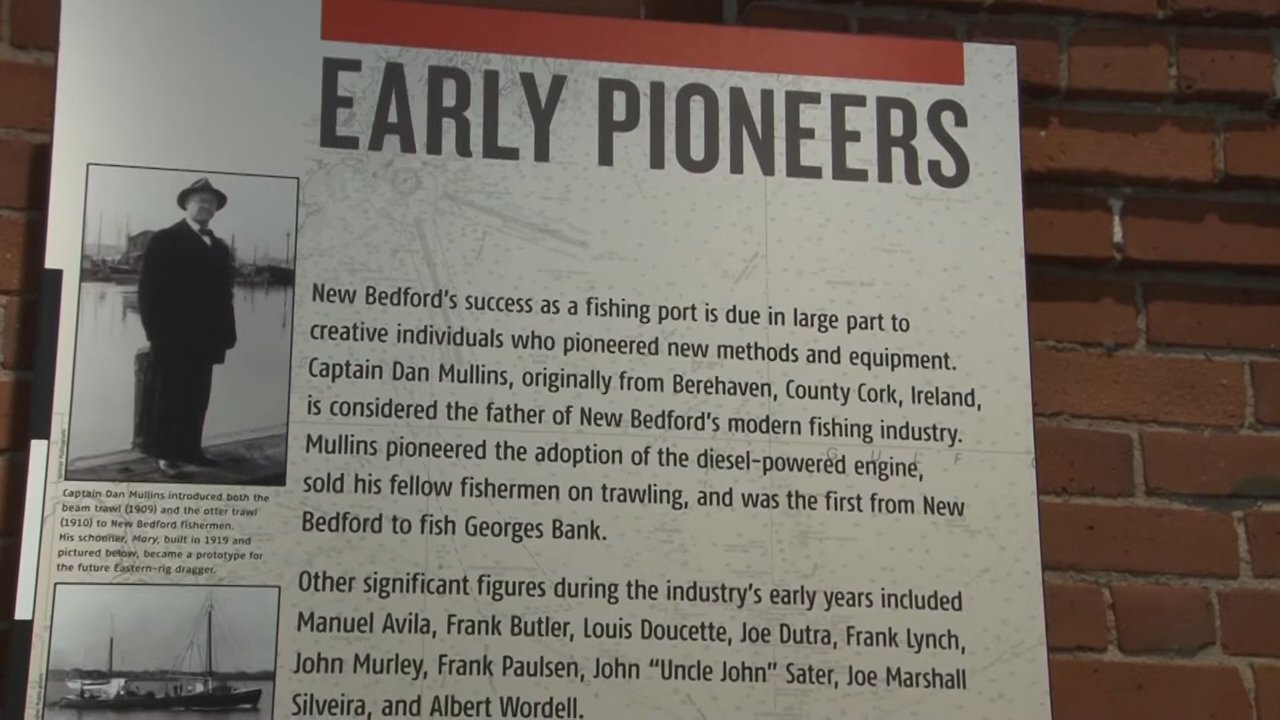 EARLY PIONEERS
New Bedford's success as a fishing port is due in large part to
creative individuals who pioneered new methods and equipment.
Captain Dan Mullins, originally from Berehaven, County Cork, Ireland,
is considered the father of New Bedford's modern fishing industry.
Mullins pioneered the adoption of the diesel-powered engine,
sold his fellow fishermen on trawling, and was the first from New
Bedford to fish Georges Bank.
Other significant figures during the industry's early years included
Manuel Avila, Frank Butler, Louis Doucette, Joe Dutra, Frank Lynch,
John Murley, Frank Paulsen, John “Uncle John” Sater, Joe Marshall
Silveira, and Albert Wordell.
Captain Dan Mullins introduced both the
beam trawl (1909) and the otter trawl
(1910) to New Bedford fishermen.
His schooner, Mary, built in 1919 and
pictured below, became a prototype for
the future Eastern-rig dragger.
G U L F